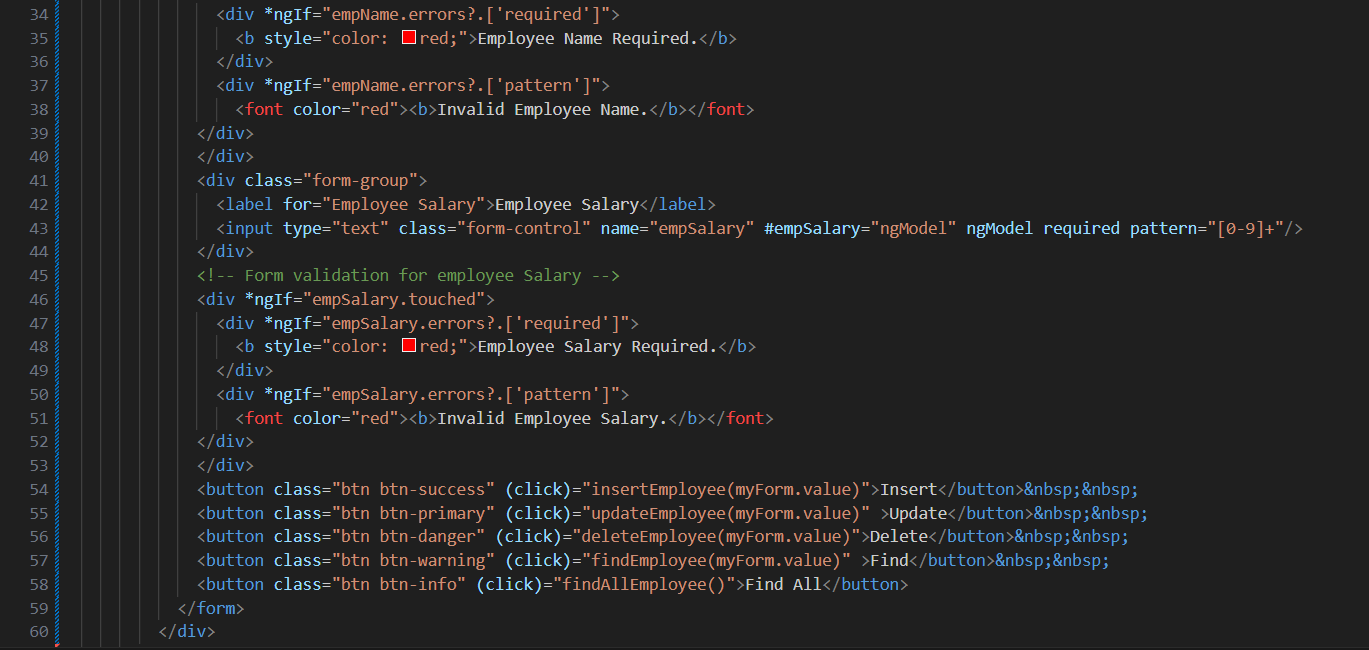 34 <div *ngIf="empName.errors?.['required']">
35 <b style="color: red;">Employee Name Required.</b>
36 </div>
37 <div *ngIf="empName.errors?.['pattern']">
38 <font color="red"><b>Invalid Employee Name.</b></font>
39 </div>
40 </div>
41 <div class="form-group">
42 <label for="Employee Salary">Employee Salary</label>
43 <input type="text" class="form-control" name="empSalary" #empSalary="ngModel" ngModel required pattern="[0-9]+"/>
44 </div>
45 <!-- Form validation for employee Salary -->
46 <div *ngIf="empSalary.touched">
47 <div *ngIf="empSalary.errors?.['required']">
48 <b style="color: red;">Employee Salary Required.</b>
49 </div>
50 <div *ngIf="empSalary.errors?.['pattern']">
51 <font color="red"><b>Invalid Employee Salary.</b></font>
52 </div>
53 </div>
54 <button class="btn btn-success" (click)="insertEmployee(myForm.value)">Insert</button>&nbsp;&nbsp;
55 <button class="btn btn-primary" (click)="updateEmployee(myForm.value)" >Update</button>&nbsp;&nbsp;
56 <button class="btn btn-danger" (click)="deleteEmployee(myForm.value)">Delete</button>&nbsp;&nbsp;
57 <button class="btn btn-warning" (click)="findEmployee(myForm.value)" >Find</button>&nbsp;&nbsp;
58 <button class="btn btn-info" (click)="findAllEmployee()">Find All</button>
59 </form>
60 </div>